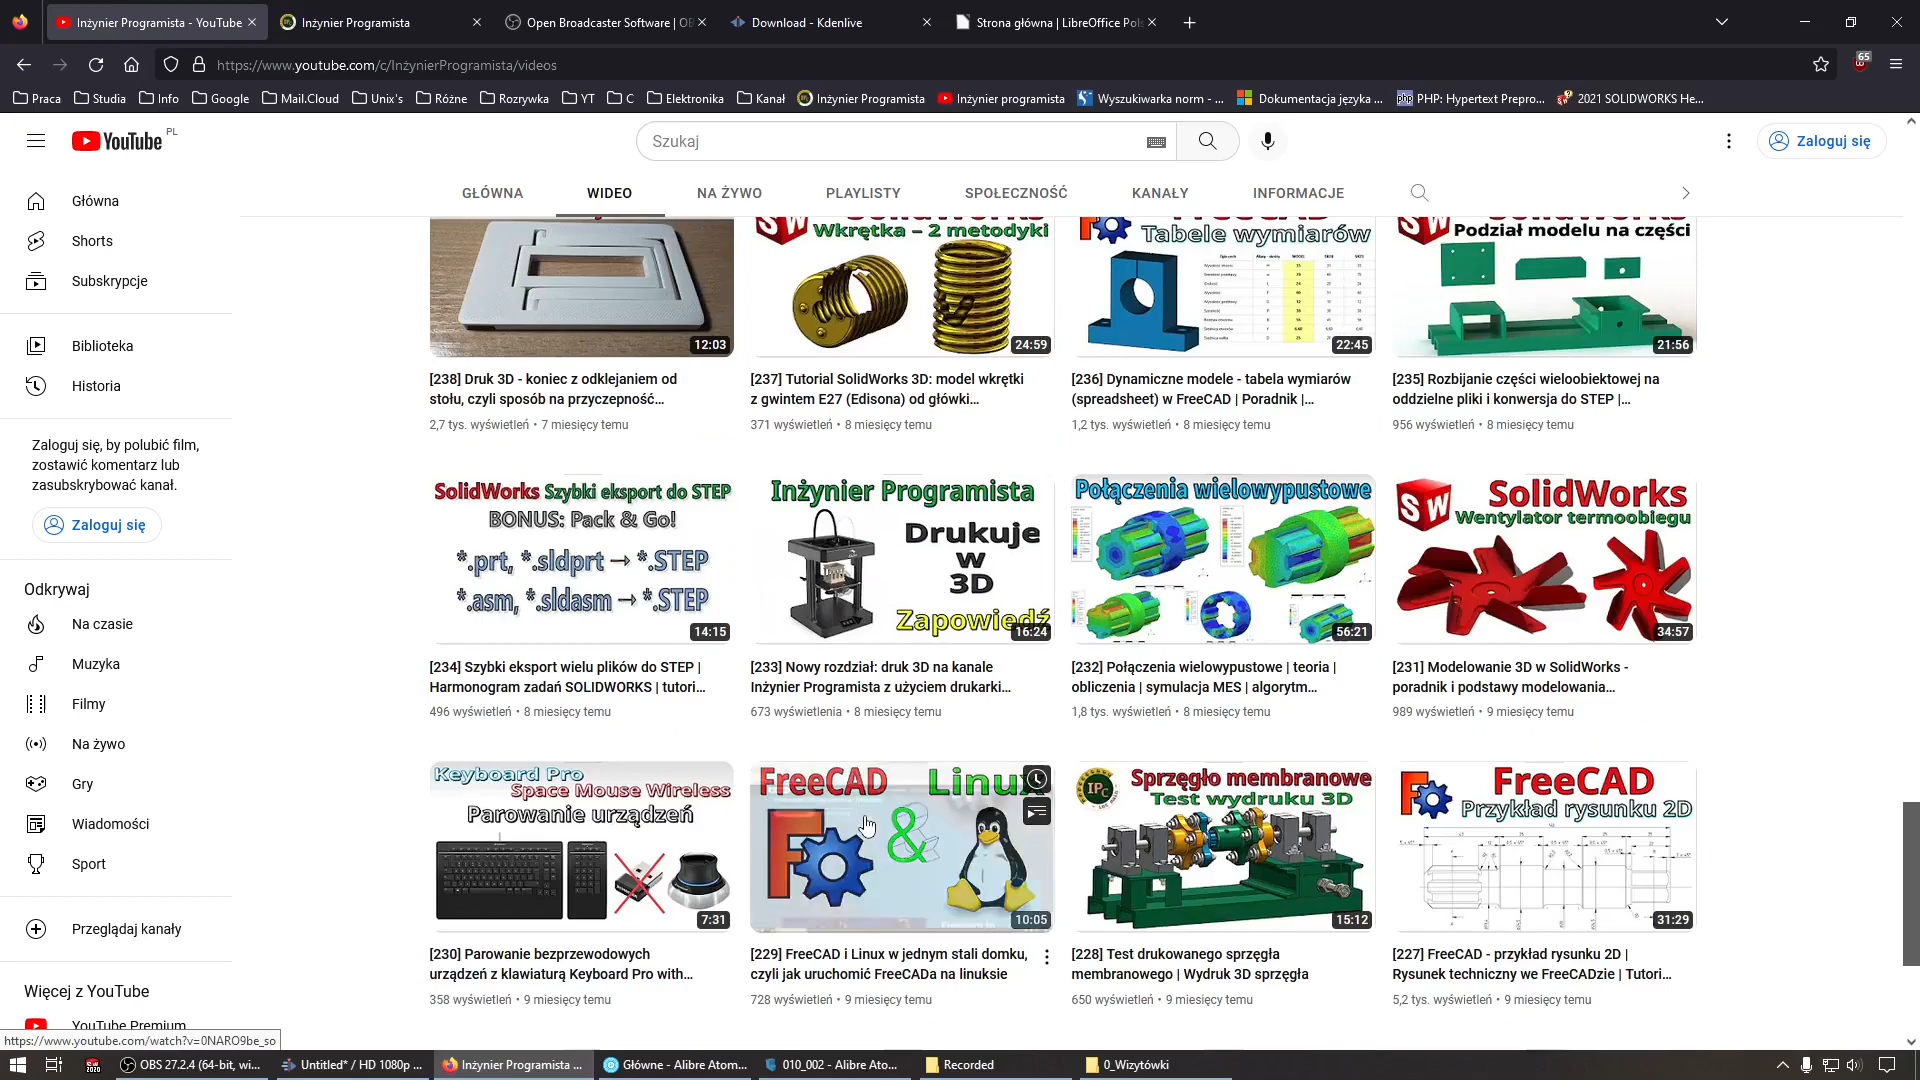 Inżynier Programista - YouTube
Inżynier Programista
Open Broadcaster Software | OB
Download - Kdenlive
Strona główna | LibreOffice Pols
https://www.youtube.com/c/InżynierProgramista/videos
65
Praca
Studia
Info
Google
Mail.Cloud
Unix's
Różne
Rozrywka
YT
C
Elektronika
Kanał
Inżynier Programista
Inżynier programista
Wyszukiwarka norm - ...
Dokumentacja języka ...
PHP: Hypertext Prepro...
2021 SOLIDWORKS He...
YouTube PL
Szukaj
Zaloguj się
GŁÓWNA
WIDEO
NA ŻYWO
PLAYLISTY
SPOŁECZNOŚĆ
KANAŁY
INFORMACJE
Główna
Shorts
Subskrypcje
Biblioteka
Historia
Zaloguj się, by polubić film,
zostawić komentarz lub
zasubskrybować kanał.
Zaloguj się
Odkrywaj
Na czasie
Muzyka
Filmy
Na żywo
Gry
Wiadomości
Sport
Przeglądaj kanały
Więcej z YouTube
YouTube Premium
12:03
[238] Druk 3D - koniec z odklejaniem od
stołu, czyli sposób na przyczepność...
2,7 tys. wyświetleń • 7 miesięcy temu
SW
Wkrętka – 2 metodyki
24:59
[237] Tutorial SolidWorks 3D: model wkrętki
z gwintem E27 (Edisona) od główki...
371 wyświetleń • 8 miesięcy temu
FreeCAD
Tabele wymiarów
22:45
[236] Dynamiczne modele - tabela wymiarów
(spreadsheet) w FreeCAD | Poradnik |...
1,2 tys. wyświetleń • 8 miesięcy temu
SW
SolidWorks
Podział modelu na części
21:56
[235] Rozbijanie części wieloobiektowej na
oddzielne pliki i konwersja do STEP |...
956 wyświetleń • 8 miesięcy temu
SolidWorks Szybki eksport do STEP
BONUS: Pack & Go!
*.prt, *.sldprt → *.STEP
*.asm, *.sldasm → *.STEP
14:15
[234] Szybki eksport wielu plików do STEP |
Harmonogram zadań SOLIDWORKS | tutori...
496 wyświetleń • 8 miesięcy temu
Inżynier Programista
Drukuje
w
3D
Zapowiedź
16:24
[233] Nowy rozdział: druk 3D na kanale
Inżynier Programista z użyciem drukarki...
673 wyświetlenia • 8 miesięcy temu
Połączenia wielowypustowe
56:21
[232] Połączenia wielowypustowe | teoria |
obliczenia | symulacja MES | algorytm...
1,8 tys. wyświetleń • 8 miesięcy temu
SW
SolidWorks
Wentylator termoobiegu
34:57
[231] Modelowanie 3D w SolidWorks -
poradnik i podstawy modelowania...
989 wyświetleń • 9 miesięcy temu
Keyboard Pro
Space Mouse Wireless
Parowanie urządzeń
7:31
[230] Parowanie bezprzewodowych
urządzeń z klawiaturą Keyboard Pro with...
358 wyświetleń • 9 miesięcy temu
FreeCAD Linux
&
10:05
[229] FreeCAD i Linux w jednym stali domku,
czyli jak uruchomić FreeCADa na linuksie
728 wyświetleń • 9 miesięcy temu
IPC
Sprzęgło membranowe
Test wydruku 3D
15:12
[228] Test drukowanego sprzęgła
membranowego | Wydruk 3D sprzęgła
650 wyświetleń • 9 miesięcy temu
FreeCAD
Przykład rysunku 2D
31:29
[227] FreeCAD - przykład rysunku 2D |
Rysunek techniczny we FreeCADzie | Tutori...
5,2 tys. wyświetleń • 9 miesięcy temu
https://www.youtube.com/watch?v=0NARO9be_so
OBS 27.2.4 (64-bit, wi...
Untitled* / HD 1080p ...
Inżynier Programista ...
Główne - Alibre Atom...
010_002 - Alibre Ato...
Recorded
0_Wizytówki